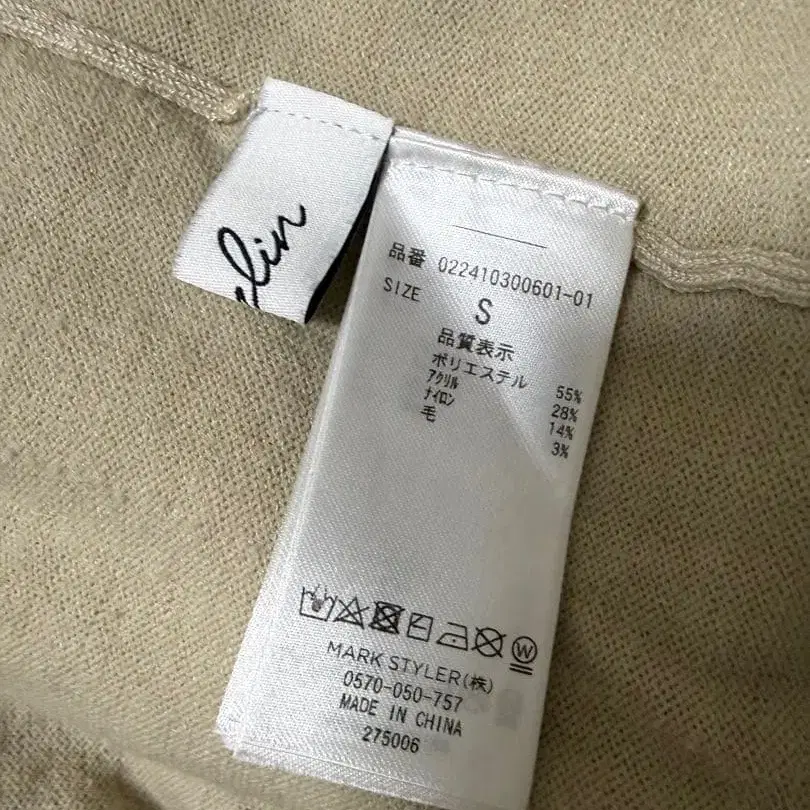 品番 022410300601-01
SIZE S
品質表示
ポリエステル 55%
アクリル 28%
ナイロン 14%
毛 3%
W
MARK STYLER(株)
0570-050-757
MADE IN CHINA
275006